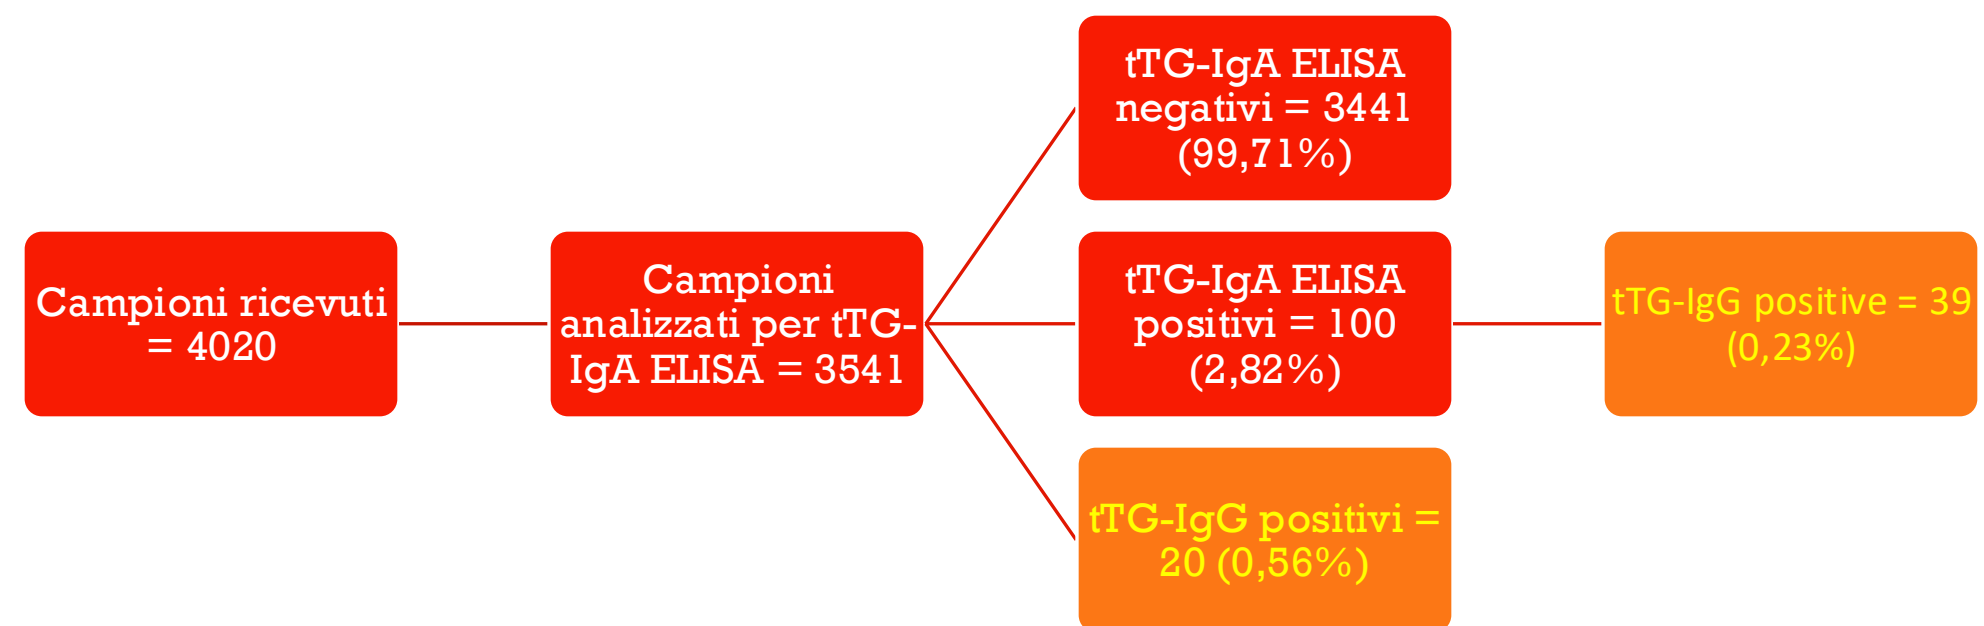 Campioni ricevuti
= 4020
Campioni
analizzati per tTG-
IgA ELISA = 3541
tTG-IgA ELISA
negativi = 3441
(99,71%)
tTG-IgA ELISA
positivi = 100
(2,82%)
tTG-IgG positivi =
20 (0,56%)
tTG-IgG positive = 39
(0,23%)